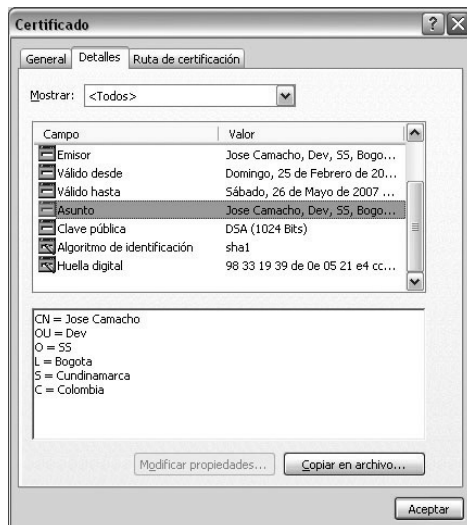 Certificado
General Detalles Ruta de certificación
Mostrar: <Todos>
Campo Valor
Emisor Jose Camacho, Dev, SS, Bogo...
Válido desde Domingo, 25 de Febrero de 20...
Válido hasta Sábado, 26 de Mayo de 2007 ...
Asunto Jose Camacho, Dev, SS, Bogo...
Clave pública DSA (1024 Bits)
Algoritmo de identificación sha1
Huella digital 98 33 19 39 de 0e 05 21 e4 cc...
CN = Jose Camacho
OU = Dev
O = SS
L = Bogota
S = Cundinamarca
C = Colombia
Modificar propiedades... Copiar en archivo...
Aceptar